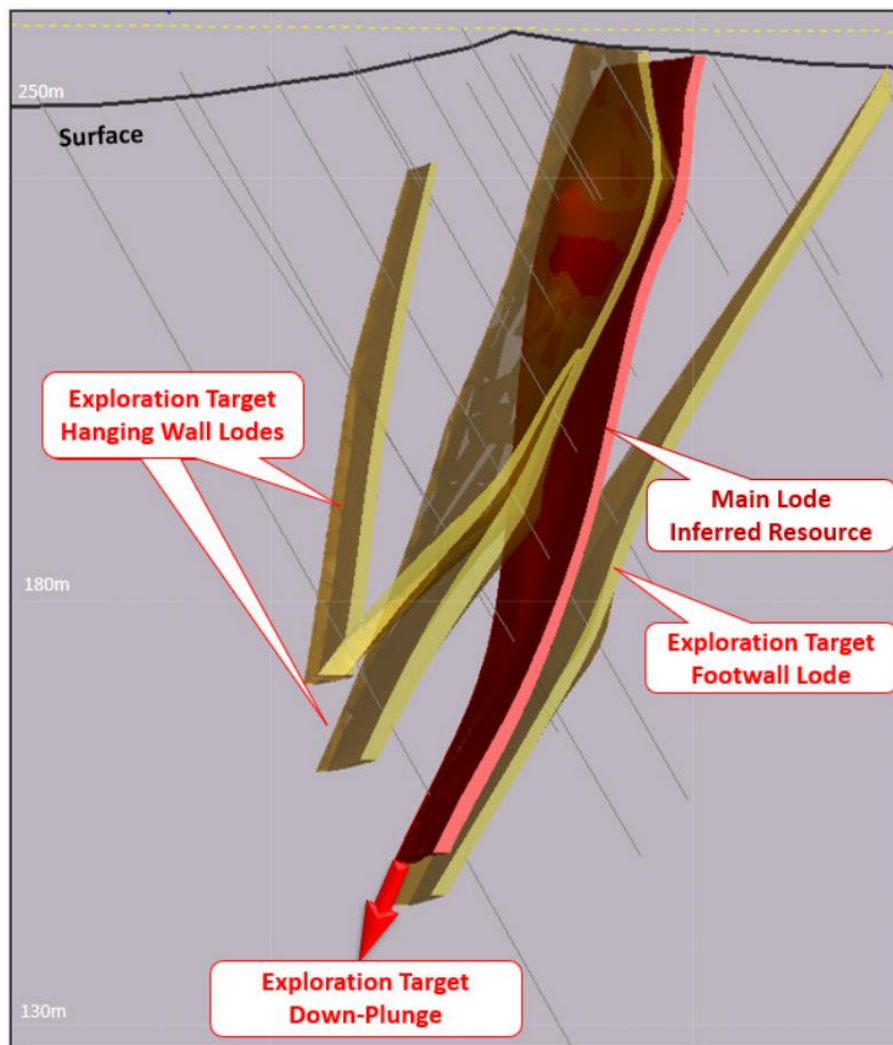 250m
Surface
Exploration Target
Hanging Wall Lodes
Main Lode
Inferred Resource
180m
Exploration Target
Footwall Lode
Exploration Target
Down-Plunge
130m